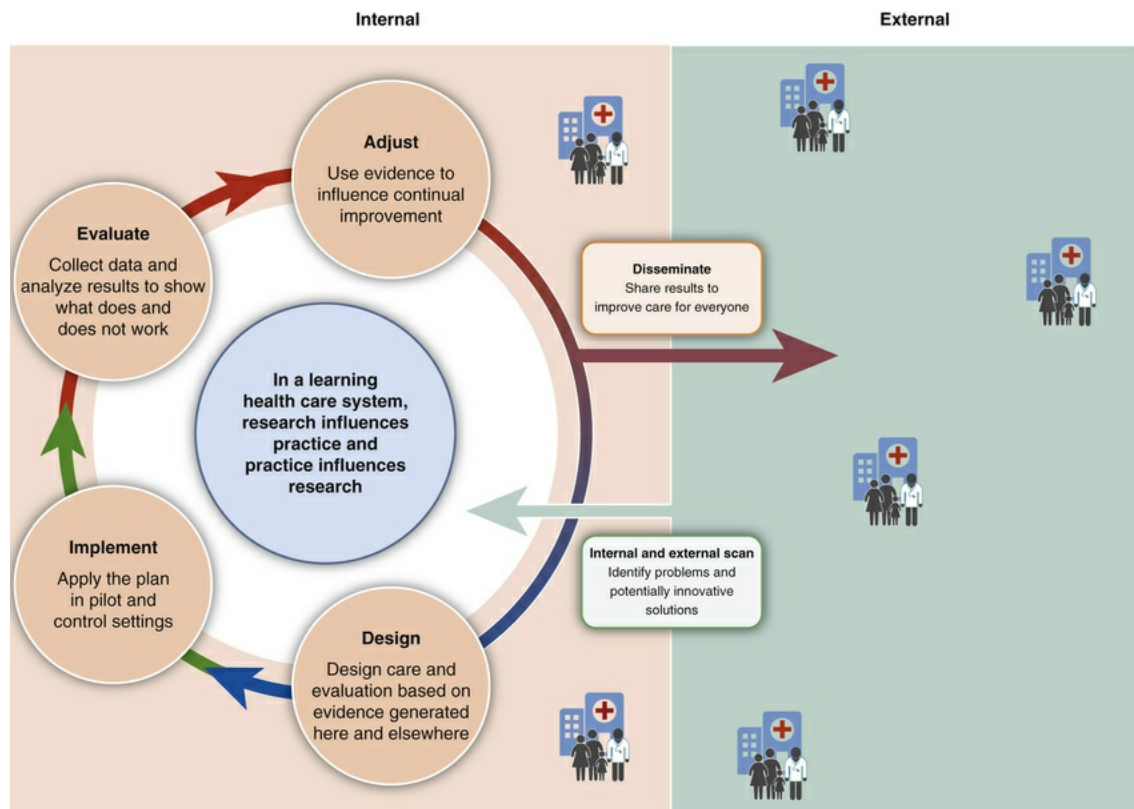 Internal
External
Adjust
Use evidence to
influence continual
improvement
Evaluate
Collect data and
analyze results to show
what does and
does not work
Disseminate
Share results to
improve care for everyone
In a learning
health care system,
research influences
practice and
practice influences
research
Implement
Apply the plan
in pilot and
control settings
Internal and external scan
Identify problems and
potentially innovative
solutions
Design
Design care and
evaluation based on
evidence generated
here and elsewhere